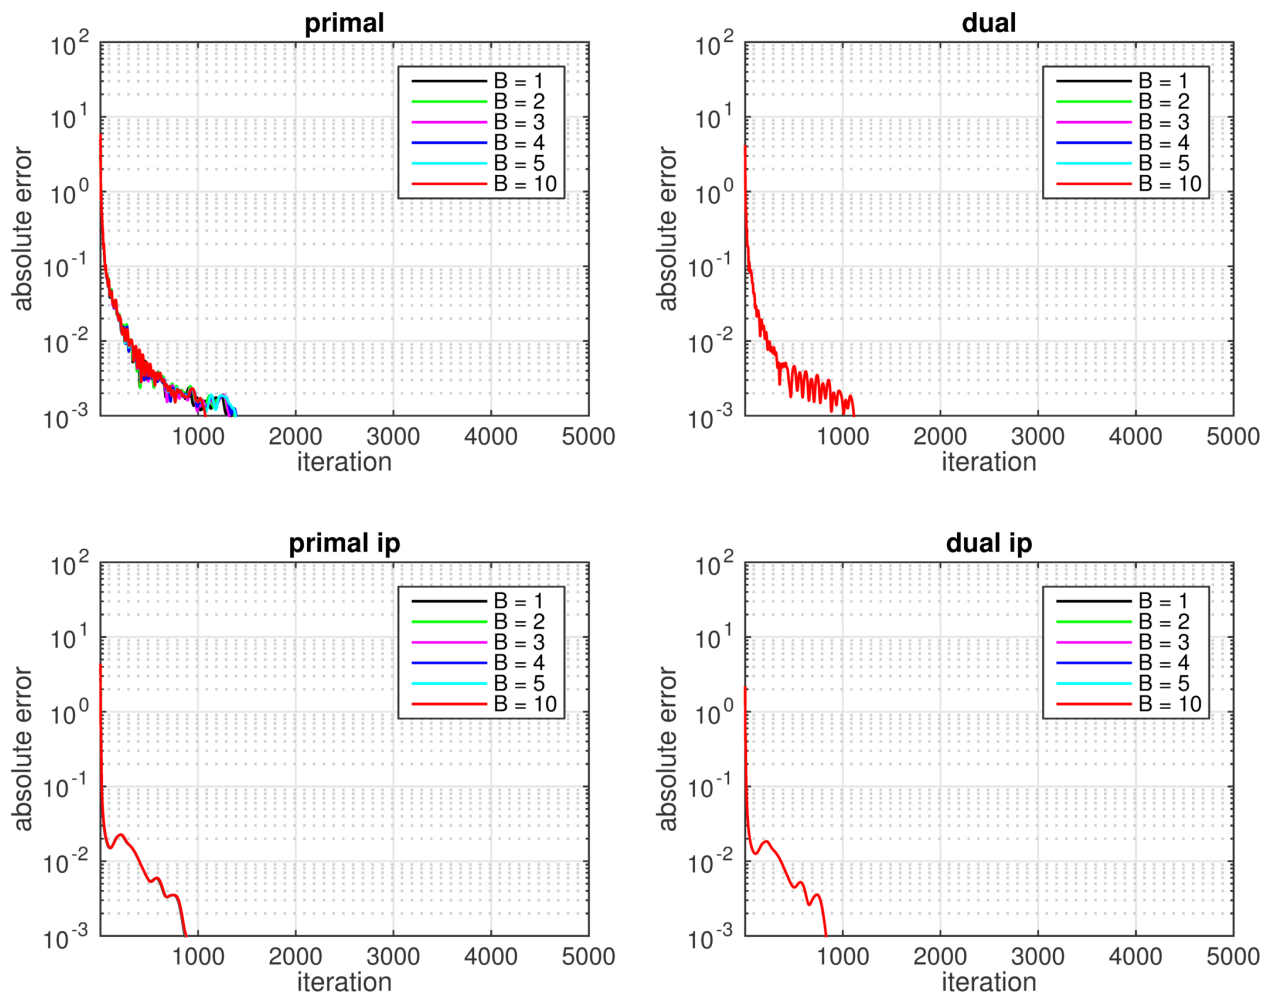 primal
10^2
10^1
10^0
10^-1
10^-2
10^-3
absolute error
B = 1
B = 2
B = 3
B = 4
B = 5
B = 10
1000 2000 3000 4000 5000
iteration
dual
10^2
10^1
10^0
10^-1
10^-2
10^-3
absolute error
B = 1
B = 2
B = 3
B = 4
B = 5
B = 10
1000 2000 3000 4000 5000
iteration
primal ip
10^2
10^1
10^0
10^-1
10^-2
10^-3
absolute error
B = 1
B = 2
B = 3
B = 4
B = 5
B = 10
1000 2000 3000 4000 5000
iteration
dual ip
10^2
10^1
10^0
10^-1
10^-2
10^-3
absolute error
B = 1
B = 2
B = 3
B = 4
B = 5
B = 10
1000 2000 3000 4000 5000
iteration